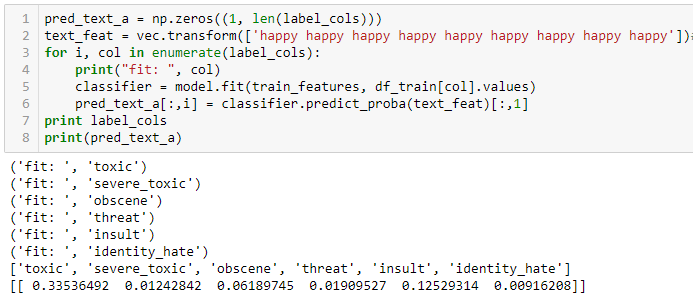 1 pred_text_a = np.zeros((1, len(label_cols)))
2 text_feat = vec.transform(['happy happy happy happy happy happy happy happy happy'])#
3 for i, col in enumerate(label_cols):
4     print("fit: ", col)
5     classifier = model.fit(train_features, df_train[col].values)
6     pred_text_a[:,i] = classifier.predict_proba(text_feat)[:,1]
7 print label_cols
8 print(pred_text_a)
('fit: ', 'toxic')
('fit: ', 'severe_toxic')
('fit: ', 'obscene')
('fit: ', 'threat')
('fit: ', 'insult')
('fit: ', 'identity_hate')
['toxic', 'severe_toxic', 'obscene', 'threat', 'insult', 'identity_hate']
[[ 0.33536492  0.01242842  0.06189745  0.01909527  0.12529314  0.00916208]]